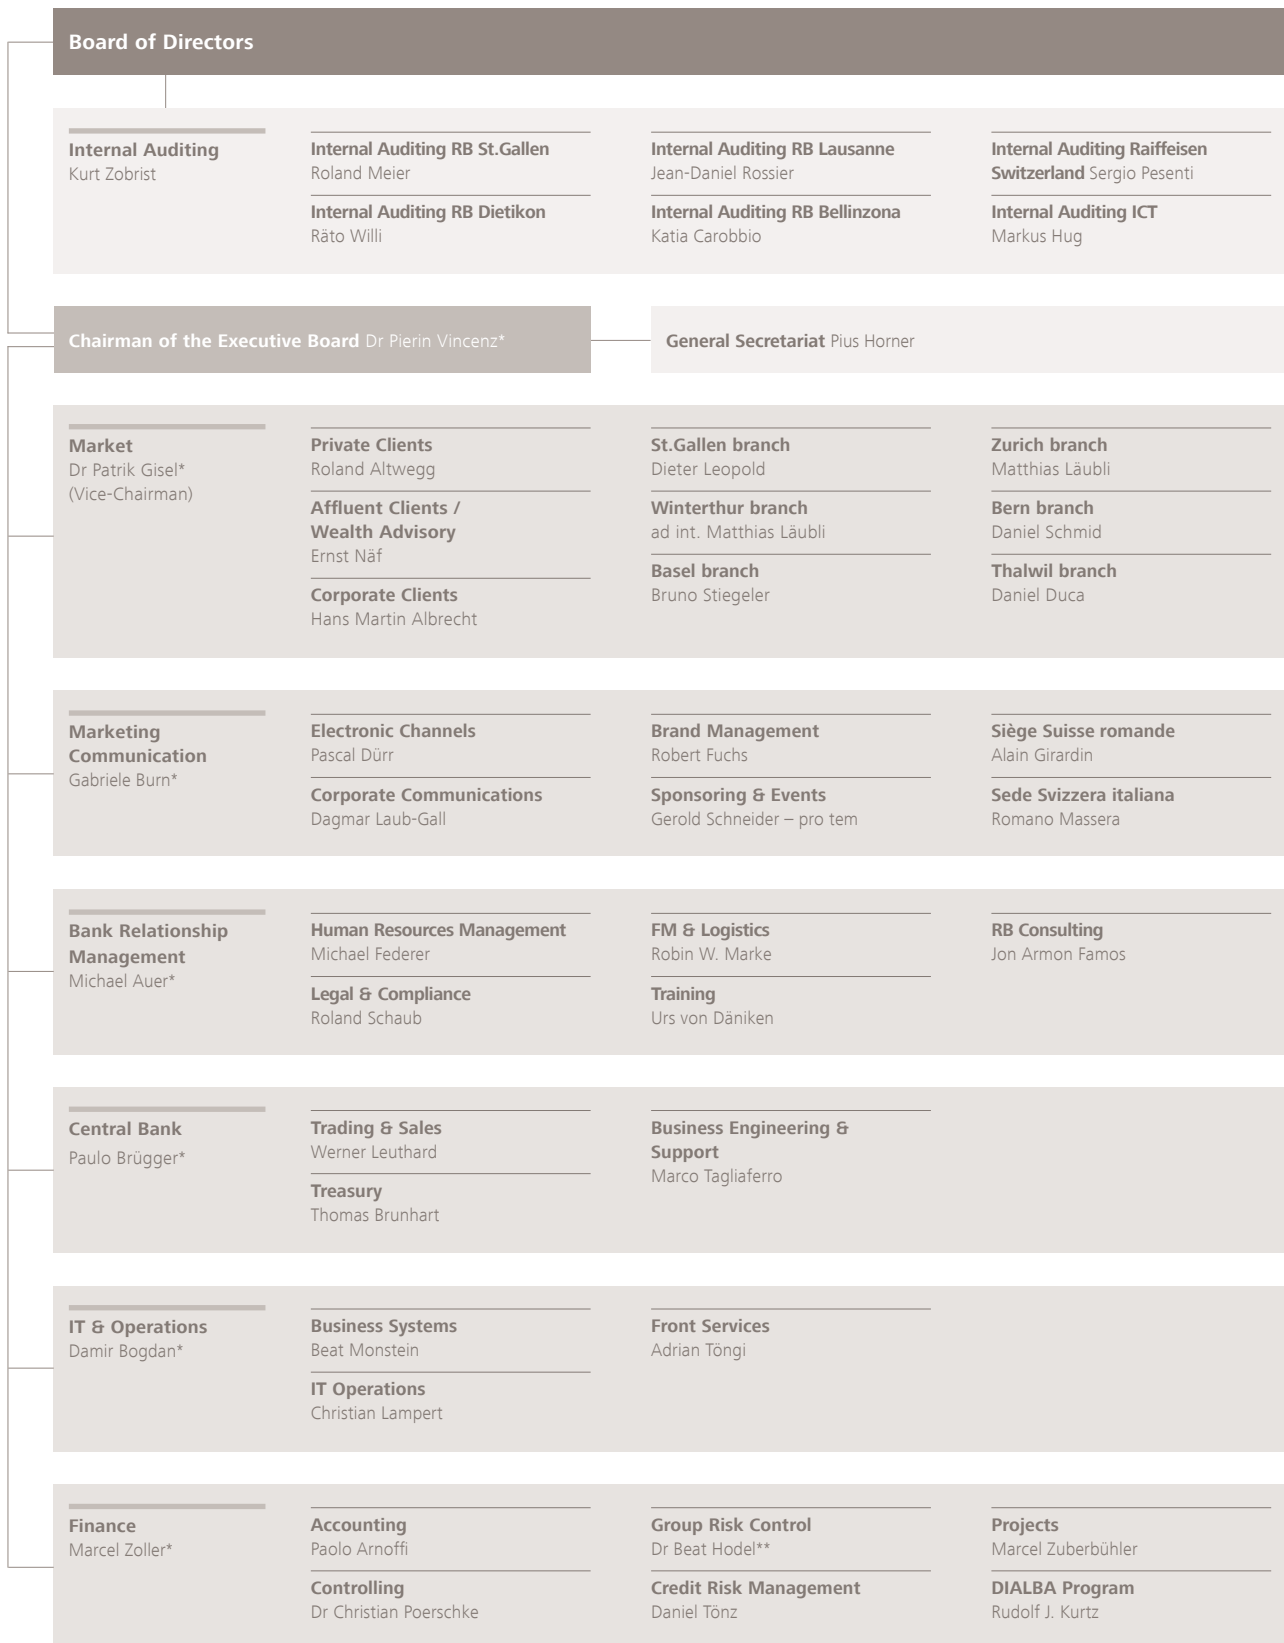 Board of Directors
Internal Auditing
Kurt Zobrist
Internal Auditing RB St.Gallen
Roland Meier
Internal Auditing RB Dietikon
Räto Willi
Internal Auditing RB Lausanne
Jean-Daniel Rossier
Internal Auditing RB Bellinzona
Katia Carobbio
Internal Auditing Raiffeisen
Switzerland Sergio Pesenti
Internal Auditing ICT
Markus Hug
Chairman of the Executive Board Dr Pierin Vincenz*
General Secretariat Pius Horner
Market
Dr Patrik Gisel*
(Vice-Chairman)
Private Clients
Roland Altwegg
Affluent Clients /
Wealth Advisory
Ernst Näf
Corporate Clients
Hans Martin Albrecht
St.Gallen branch
Dieter Leopold
Winterthur branch
ad int. Matthias Läubli
Basel branch
Bruno Stiegeler
Zurich branch
Matthias Läubli
Bern branch
Daniel Schmid
Thalwil branch
Daniel Duca
Marketing
Communication
Gabriele Burn*
Electronic Channels
Pascal Dürr
Corporate Communications
Dagmar Laub-Gall
Brand Management
Robert Fuchs
Sponsoring & Events
Gerold Schneider – pro tem
Siège Suisse romande
Alain Girardin
Sede Svizzera italiana
Romano Massera
Bank Relationship
Management
Michael Auer*
Human Resources Management
Michael Federer
Legal & Compliance
Roland Schaub
FM & Logistics
Robin W. Marke
Training
Urs von Däniken
RB Consulting
Jon Armon Famos
Central Bank
Paulo Brügger*
Trading & Sales
Werner Leuthard
Treasury
Thomas Brunhart
Business Engineering &
Support
Marco Tagliaferro
IT & Operations
Damir Bogdan*
Business Systems
Beat Monstein
IT Operations
Christian Lampert
Front Services
Adrian Töngi
Finance
Marcel Zoller*
Accounting
Paolo Arnoffi
Controlling
Dr Christian Poerschke
Group Risk Control
Dr Beat Hodel**
Credit Risk Management
Daniel Tönz
Projects
Marcel Zuberbühler
DIALBA Program
Rudolf J. Kurtz